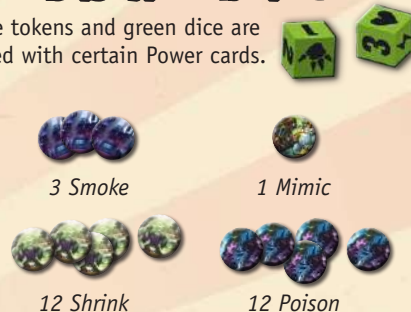 e tokens and green dice are
ed with certain Power cards.
3 Smoke
1 Mimic
12 Shrink
12 Poison